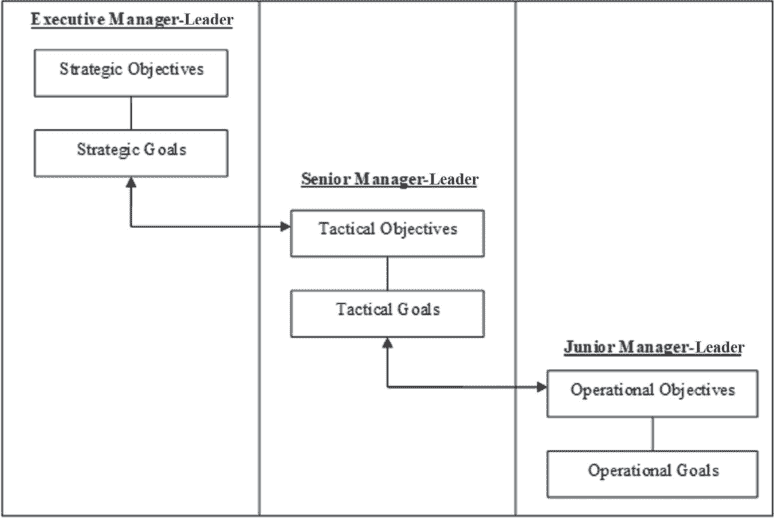 Executive Manager-Leader
Strategic Objectives
Strategic Goals
Senior Manager-Leader
Tactical Objectives
Tactical Goals
Junior Manager-Leader
Operational Objectives
Operational Goals